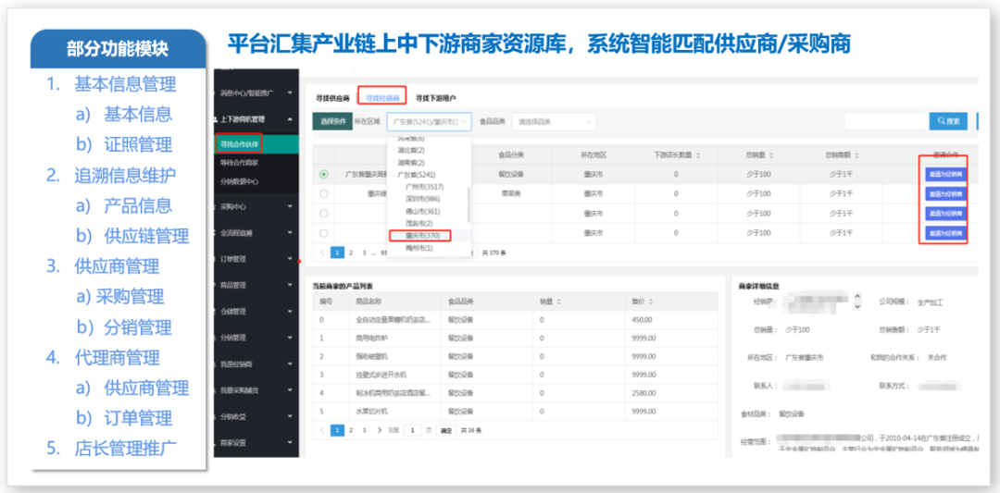 部分功能模块
平台汇集产业链上中下游商家资源库，系统智能匹配供应商/采购商
1. 基本信息管理
a) 基本信息
b) 证照管理
2. 追溯信息维护
a) 产品信息
b) 供应链管理
3. 供应商管理
a) 采购管理
b) 分销管理
4. 代理商管理
a) 供应商管理
b) 订单管理
5. 店长管理推广
消息中心/智能推广
上下游商机管理
寻找合作伙伴
等待合作商家
分销数据中心
采购中心
全流程追溯
订单管理
商品管理
仓储管理
分销管理
我是经销商
我要采购铺货
分销收益
商家设置
寻找供应商 寻找经销商 寻找下游用户
选择条件 所在区域 广东省(5241)/肇庆市(3 食品品类 请选择品类 搜索
河南省(6)
湖北省(2)
湖南省(2)
广东省(5241)
广州市(3517)
深圳市(986)
佛山市(361)
茂名市(2)
肇庆市(370)
梅州市(1)
食品分类 所在地区 下游店长数量 总销量 总销售额 邀请合作
广东省肇庆 餐饮设备 肇庆市 0 少于100 少于1千 邀请为经销商
肇庆 果蔬类 肇庆市 0 少于100 少于1千 邀请为经销商
肇庆市 0 少于100 少于1千 邀请为经销商
肇庆市 0 少于100 少于1千 邀请为经销商
1 2 3 ... 共 370 条
当前商家的产品列表
编号 商品名称 食品品类 销量 售价
0 全自动定量果糖机奶茶店... 餐饮设备 0 450.00
1 商用电炸炉 餐饮设备 0 9999.00
2 强劲破壁机 餐饮设备 0 9999.00
3 挂壁式步进开水机 餐饮设备 0 9999.00
4 制冰机商用奶茶店酒店餐... 餐饮设备 0 2580.00
5 水果切片机 餐饮设备 0 9999.00
1 2 3 到第 1 页 确定 共 16 条
商家详细信息
经销商： 公司规模： 生产加工
总销量： 少于100 总销售额： 少于1千
所在地区： 广东省肇庆市 和我的合作关系： 未合作
联系人： 联系方式：
食材品类： 餐饮设备
经营范围： 限公司，于2010-04-14在广东省注册成立，